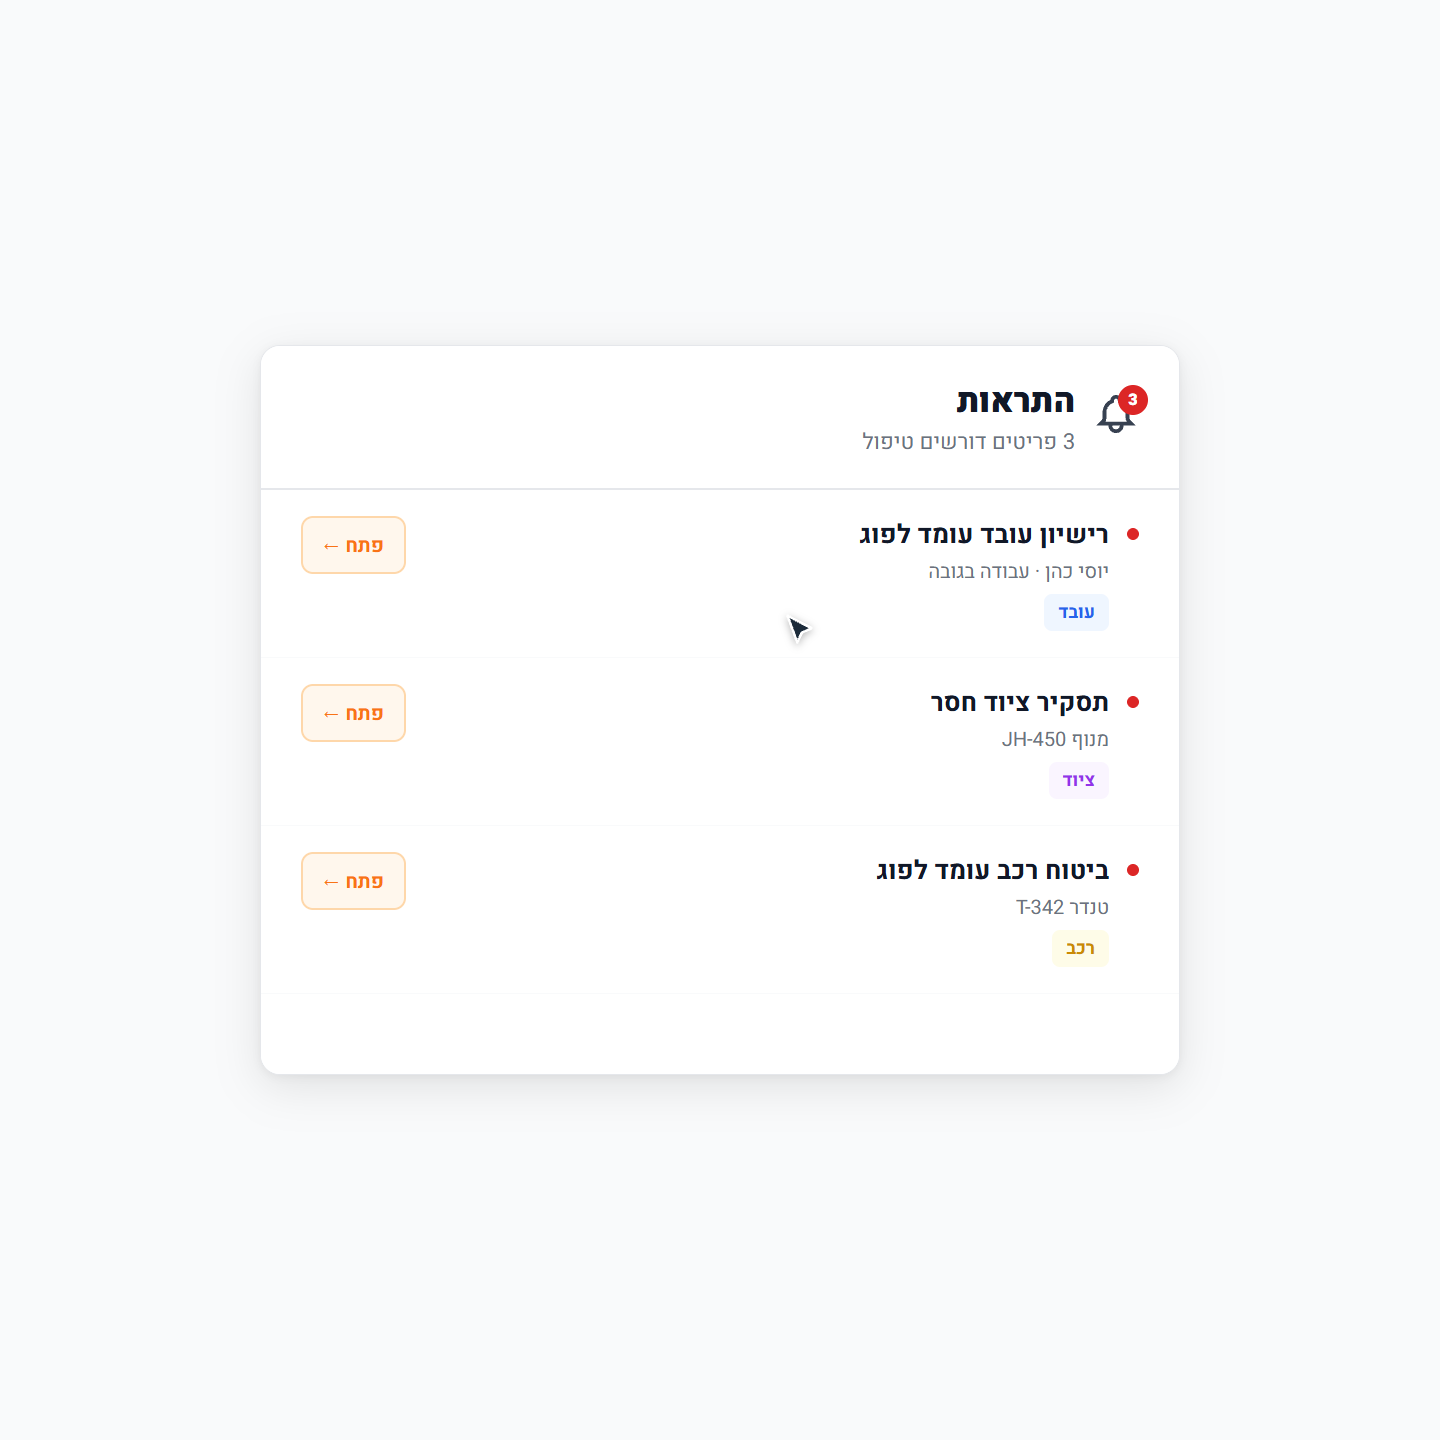 3
התראות
3 פריטים דורשים טיפול
רישיון עובד עומד לפוג
יוסי כהן · עבודה בגובה
עובד
פתח ←
תסקיר ציוד חסר
מנוף JH-450
ציוד
פתח ←
ביטוח רכב עומד לפוג
טנדר T-342
רכב
פתח ←